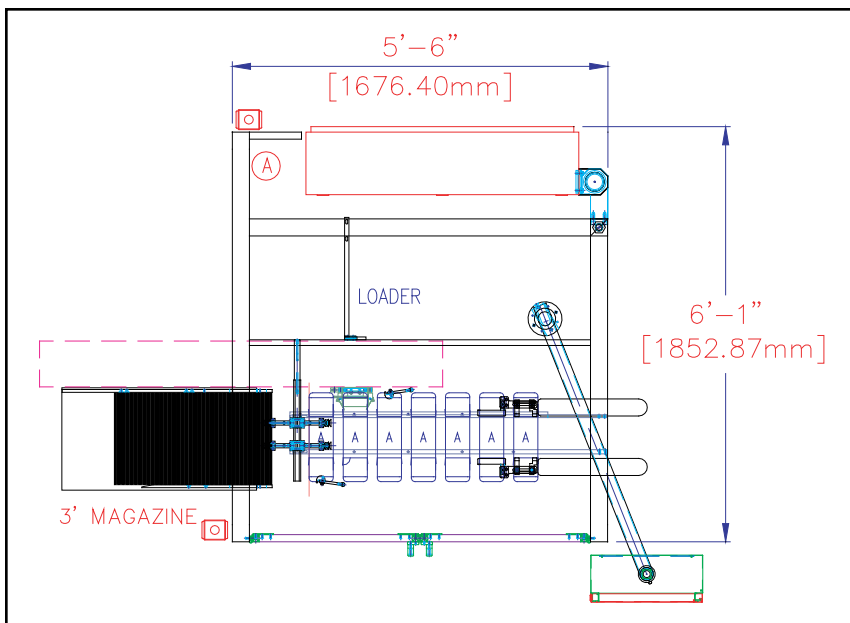 5'-6"
[1676.40mm]
A
LOADER
6'-1"
[1852.87mm]
A A A A A A A
3' MAGAZINE